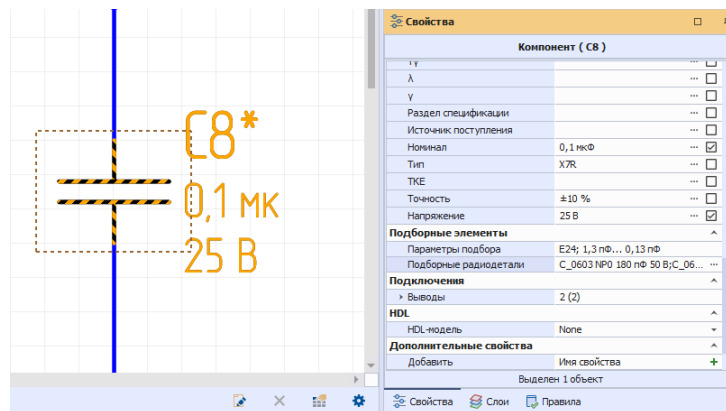 C8*
0,1 мк
25 В
Свойства
Компонент ( C8 )
λ
γ
Раздел спецификации
Источник поступления
Номинал 0,1 мкФ
Тип X7R
ТКЕ
Точность ±10 %
Напряжение 25 В
Подборные элементы
Параметры подбора E24; 1,3 пФ... 0,13 пФ
Подборные радиодетали C_0603 NP0 180 пФ 50 В;C_06...
Подключения
Выводы 2 (2)
HDL
HDL-модель None
Дополнительные свойства
Добавить Имя свойства
Выделен 1 объект
Свойства Слои Правила